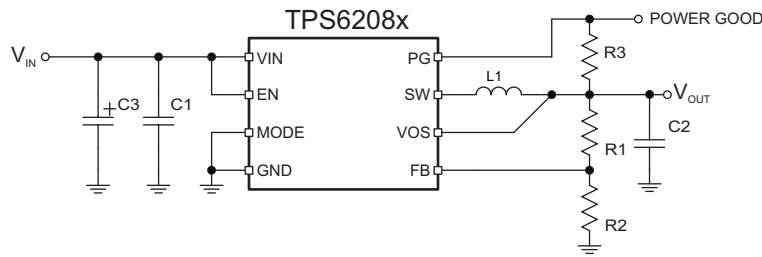 TPS6208x
POWER GOOD
VIN
VIN
PG
R3
EN
SW
L1
VOUT
+
C3
C1
MODE
VOS
R1
C2
GND
FB
R2